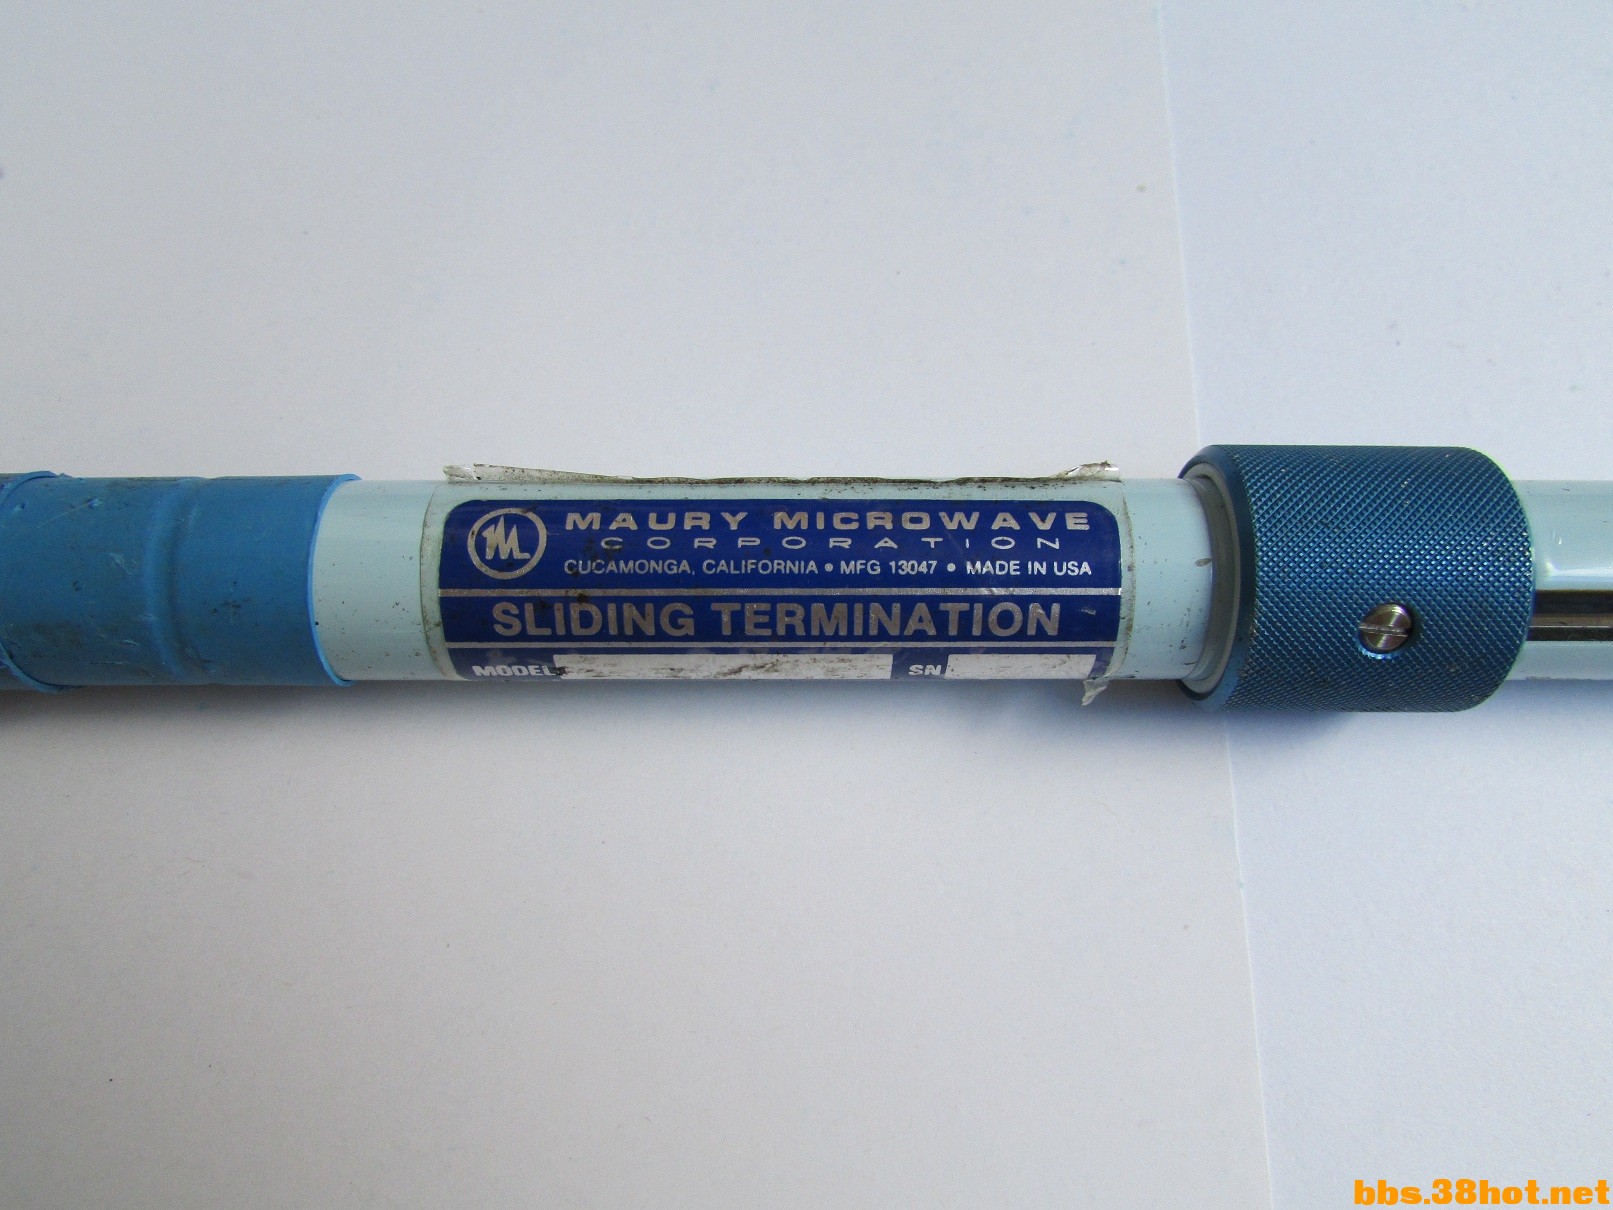 M
MAURY MICROWAVE
CORPORATION
CUCAMONGA, CALIFORNIA • MFG 13047 • MADE IN USA
SLIDING TERMINATION
MODEL SN
bbs.38hot.net